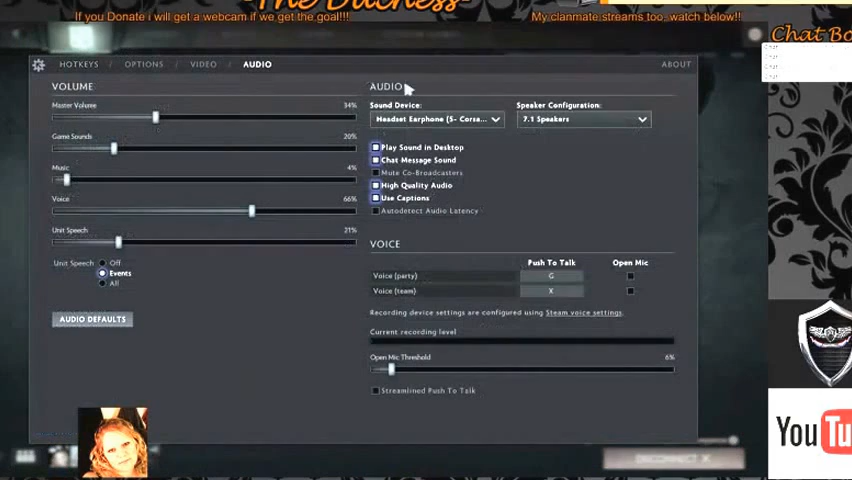 -The Duchess-
If you Donate i will get a webcam if we get the goal!!!
My clanmate streams too, watch below!!
Chat Bo
Chat
Chat
Chat
Chat
HOTKEYS OPTIONS VIDEO AUDIO ABOUT
VOLUME
Master Volume 34%
Game Sounds 20%
Music 4%
Voice 66%
Unit Speech 21%
Unit Speech Off
Events
All
AUDIO DEFAULTS
AUDIO
Sound Device: Speaker Configuration:
Headset Earphone (5- Corsa... 7.1 Speakers
Play Sound in Desktop
Chat Message Sound
Mute Co-Broadcasters
High Quality Audio
Use Captions
Autodetect Audio Latency
VOICE
Push To Talk Open Mic
Voice (party) G
Voice (team) X
Recording device settings are configured using Steam voice settings.
Current recording level
Open Mic Threshold 6%
Streamlined Push To Talk
DISCONNECT X
YouTu